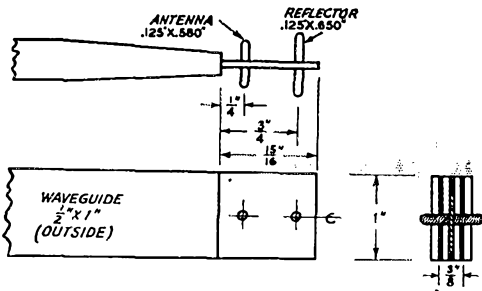 ANTENNA
.125"X.580"
REFLECTOR
.125"X.650"
1/4"
3/4"
15/16"
WAVEGUIDE
1/2" X 1"
(OUTSIDE)
C
1"
3/8"